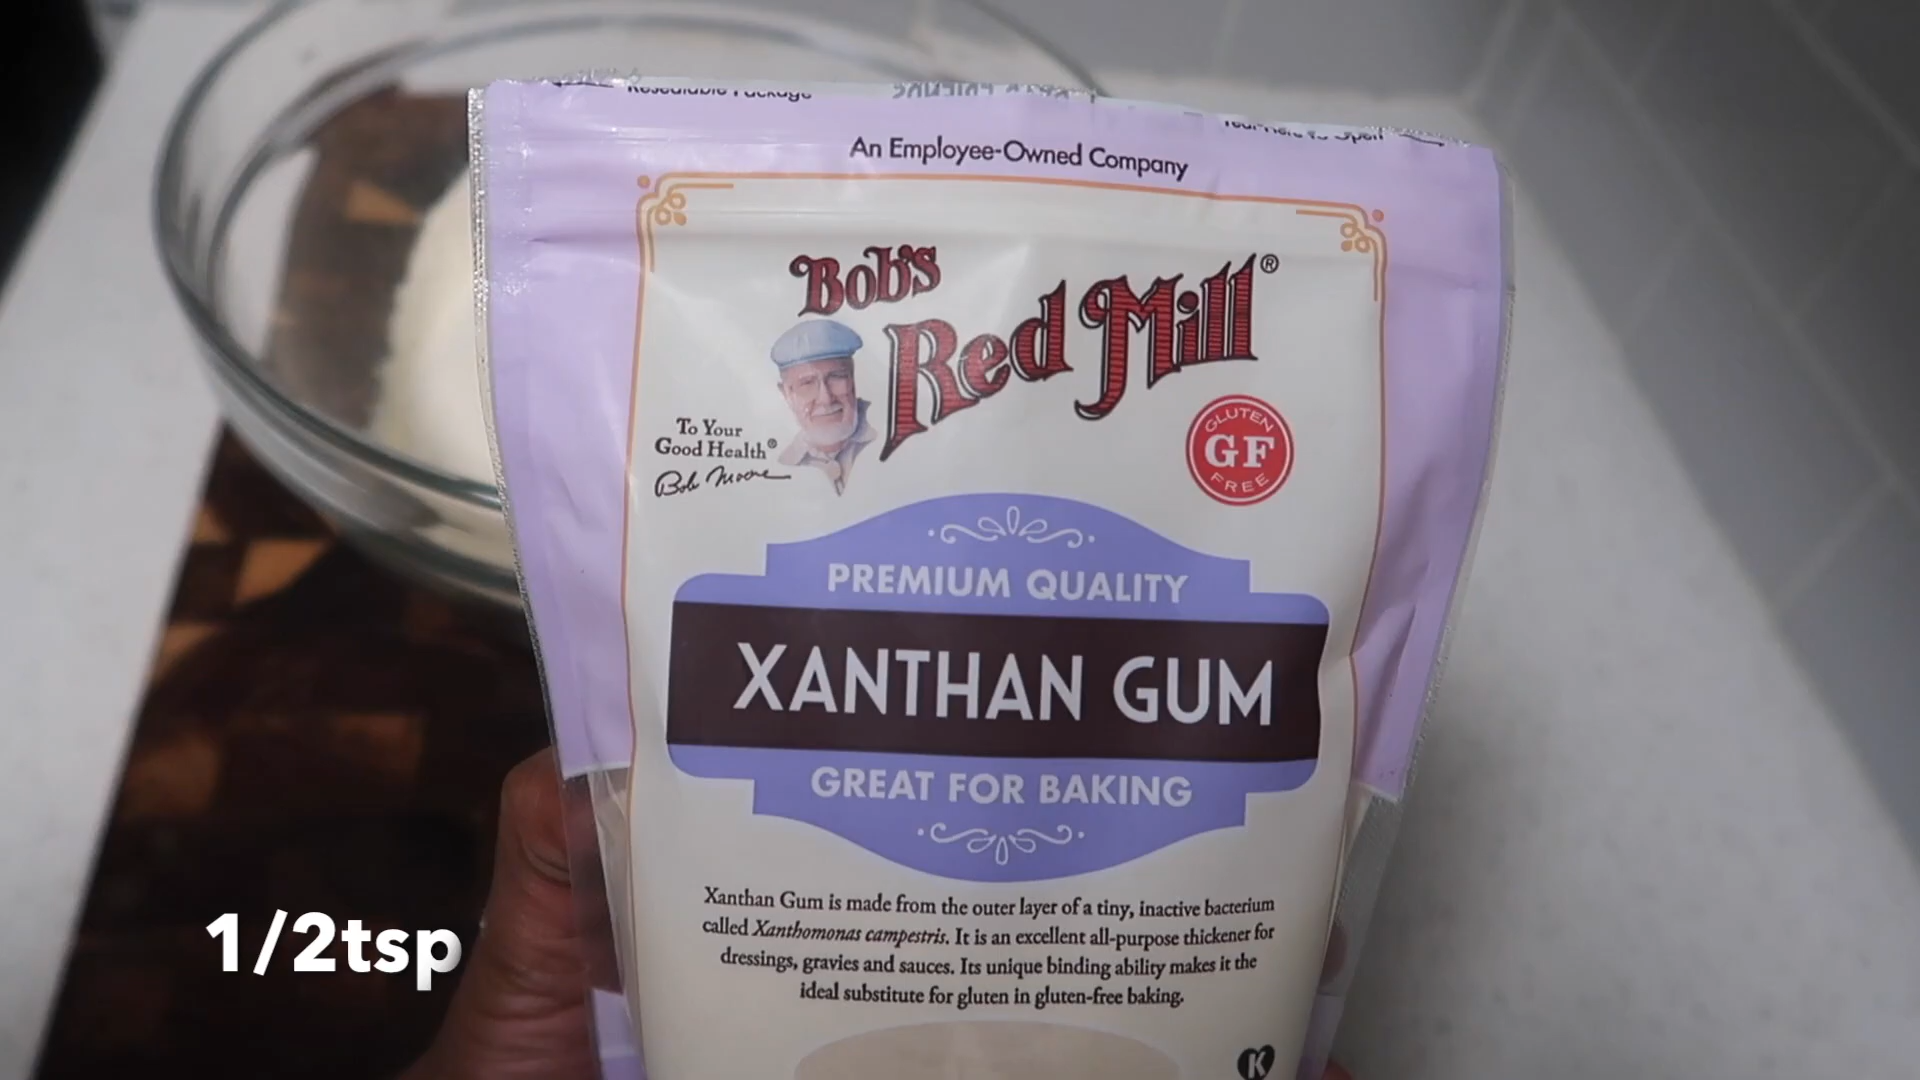 Resealable Package
An Employee-Owned Company
Bob's
Red Mill®
To Your
Good Health®
Bob Moore
GLUTEN
GF
FREE
PREMIUM QUALITY
XANTHAN GUM
GREAT FOR BAKING
Xanthan Gum is made from the outer layer of a tiny, inactive bacterium
called Xanthomonas campestris. It is an excellent all-purpose thickener for
dressings, gravies and sauces. Its unique binding ability makes it the
ideal substitute for gluten in gluten-free baking.
K
1/2tsp